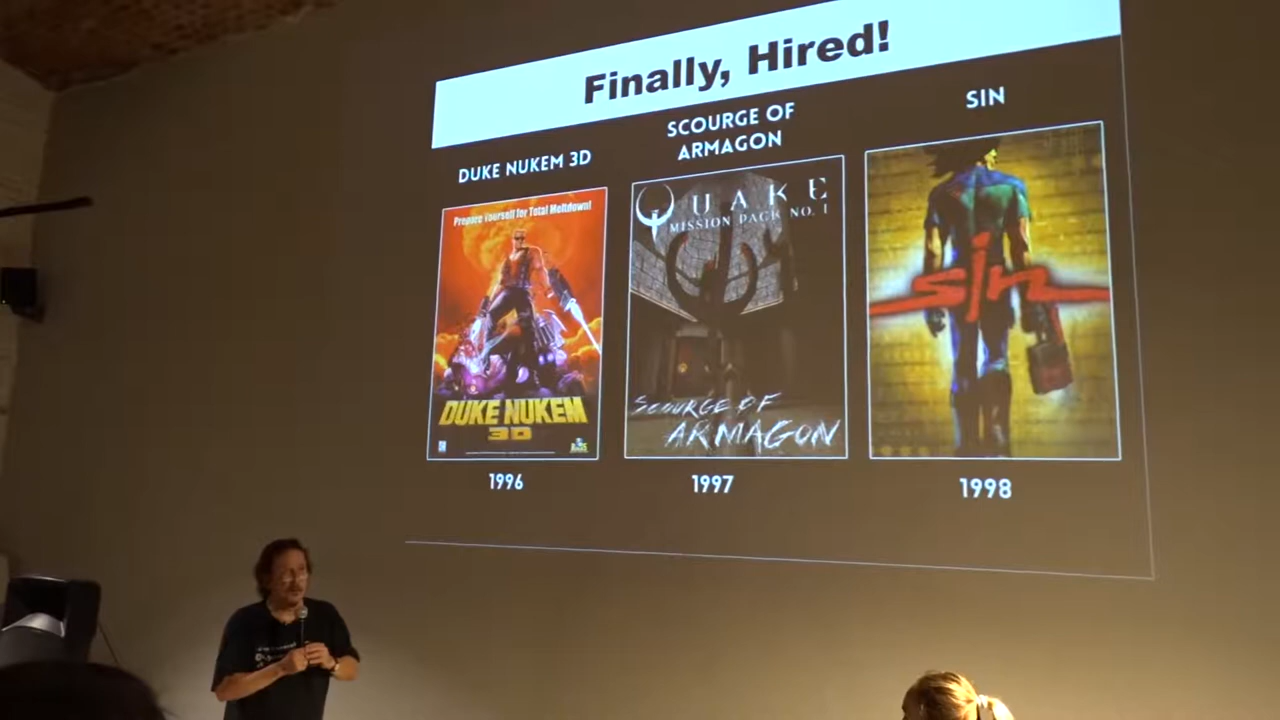 Finally, Hired!
DUKE NUKEM 3D
Prepare Yourself for Total Meltdown!
DUKE NUKEM
3D
1996
SCOURGE OF
ARMAGON
QUAKE
MISSION PACK NO. 1
SCOURGE OF
ARMAGON
1997
SIN
sin
1998